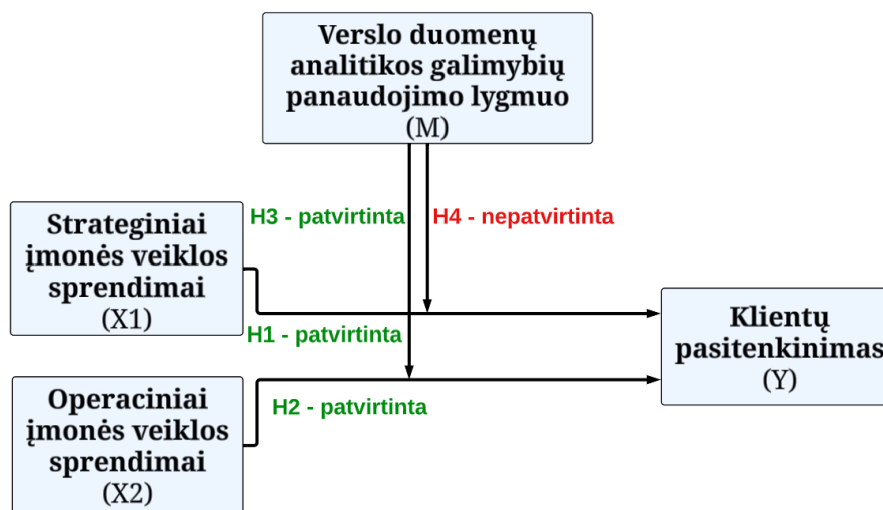 Verslo duomenų
analitikos galimybių
panaudojimo lygmuo
(M)
H3 - patvirtinta
H4 - nepatvirtinta
Strateginiai
įmonės veiklos
sprendimai
(X1)
H1 - patvirtinta
Klientų
pasitenkinimas
(Y)
Operaciniai
įmonės veiklos
sprendimai
(X2)
H2 - patvirtinta